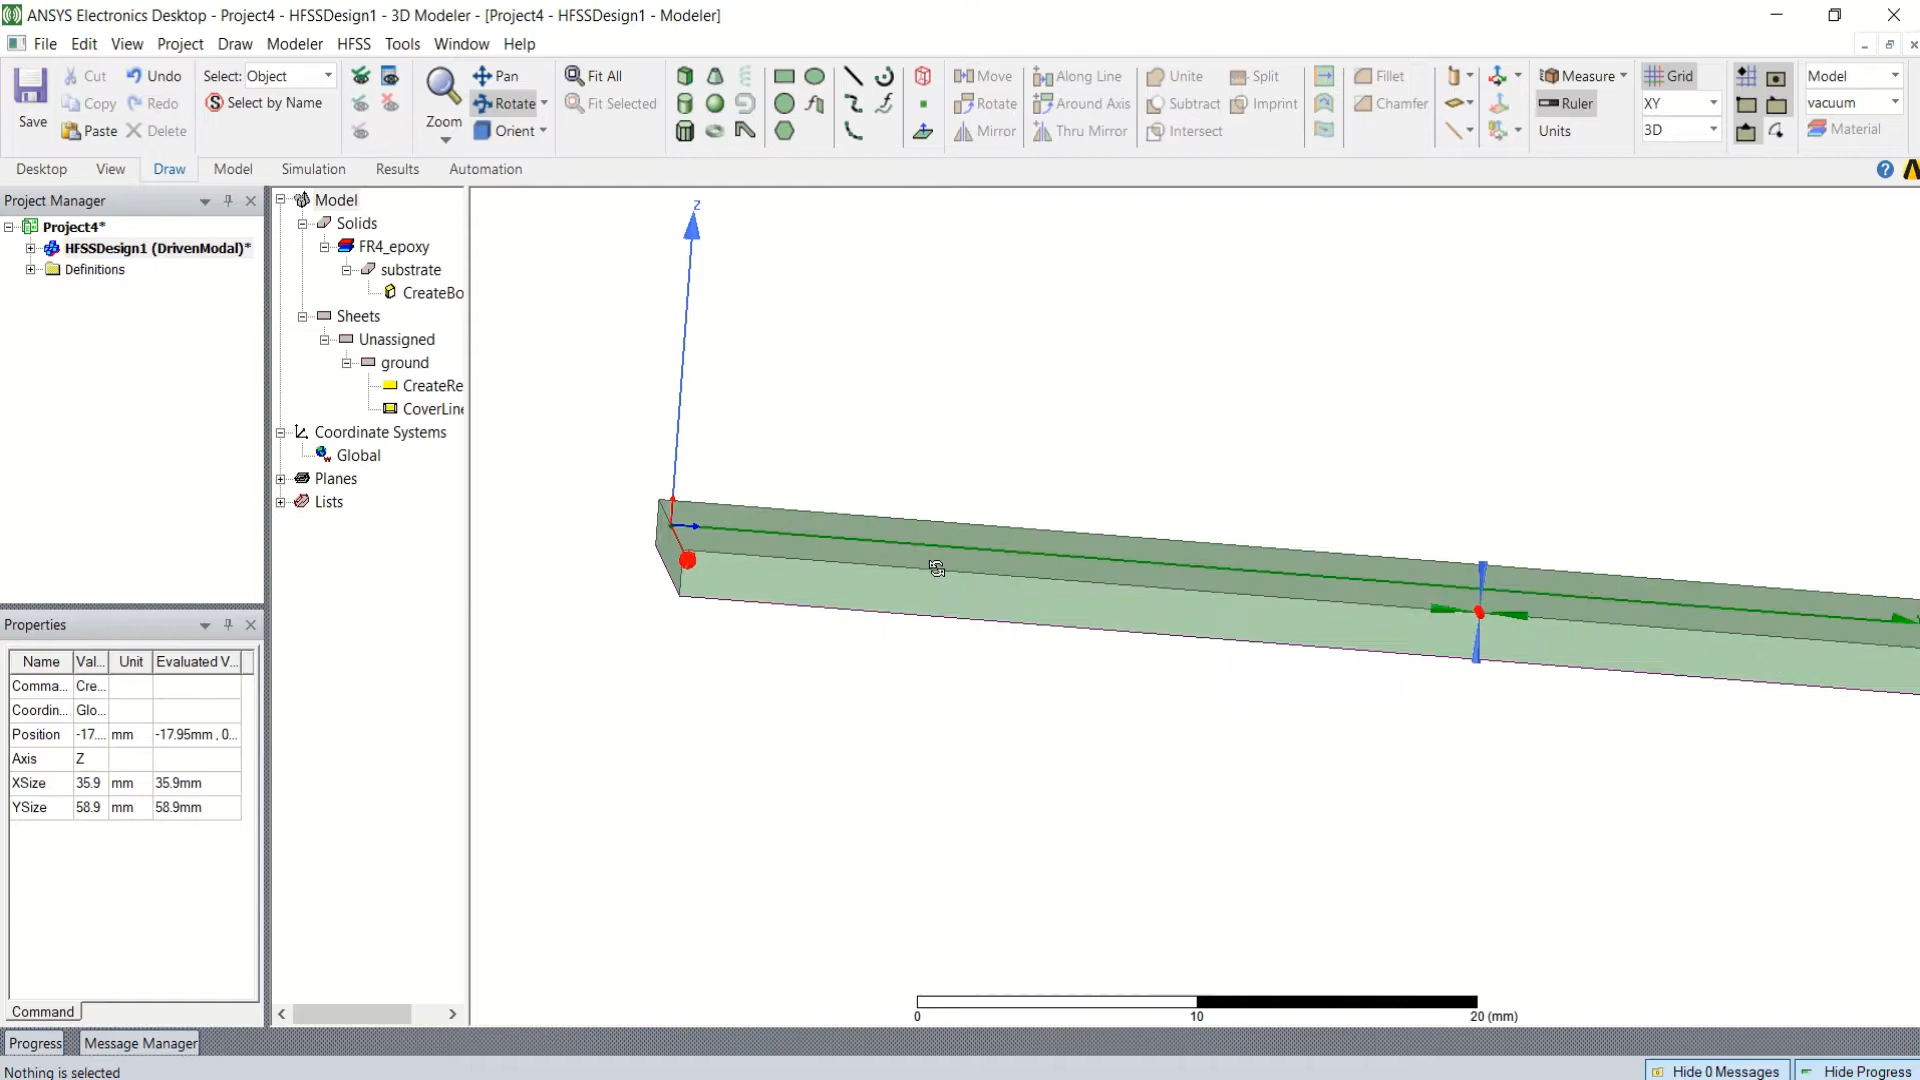 ANSYS Electronics Desktop - Project4 - HFSSDesign1 - 3D Modeler - [Project4 - HFSSDesign1 - Modeler]
File Edit View Project Draw Modeler HFSS Tools Window Help
Save
Cut
Copy
Paste
Undo
Redo
Delete
Select: Object
Select by Name
Zoom
Pan
Rotate
Orient
Fit All
Fit Selected
Move
Rotate
Mirror
Along Line
Around Axis
Thru Mirror
Unite
Subtract
Intersect
Split
Imprint
Fillet
Chamfer
Measure
Ruler
Units
Grid
XY
3D
Model
vacuum
Material
Desktop View Draw Model Simulation Results Automation
Project Manager
Project4*
HFSSDesign1 (DrivenModal)*
Definitions
Model
Solids
FR4_epoxy
substrate
CreateBo
Sheets
Unassigned
ground
CreateRe
CoverLine
Coordinate Systems
Global
Planes
Lists
Properties
Name Val... Unit Evaluated V...
Comma... Cre...
Coordin... Glo...
Position -17.... mm -17.95mm , 0...
Axis Z
XSize 35.9 mm 35.9mm
YSize 58.9 mm 58.9mm
Command
z
0 10 20 (mm)
Progress Message Manager
Nothing is selected
Hide 0 Messages Hide Progress